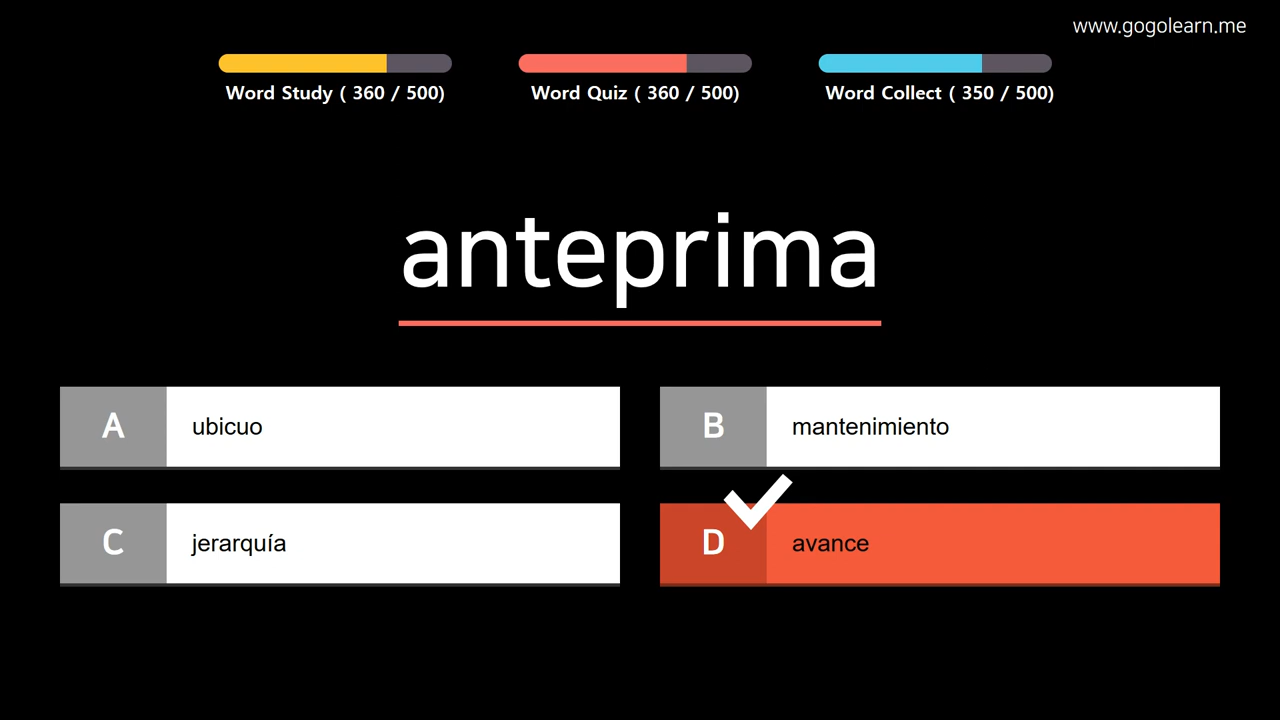 www.gogolearn.me
Word Study ( 360 / 500)
Word Quiz ( 360 / 500)
Word Collect ( 350 / 500)
anteprima
A ubicuo
B mantenimiento
C jerarquía
D avance